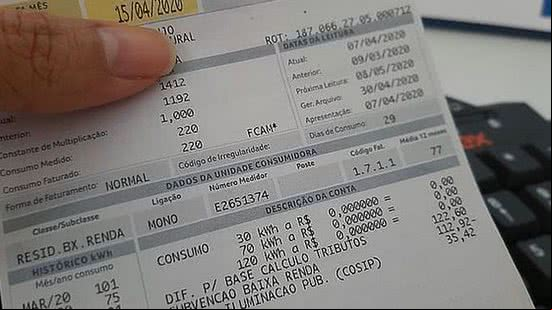 MÊS
15/04/2020
RURAL
ROT: 187.066.27.05.000712
DATAS DA LEITURA
Atual: 07/04/2020
Anterior: 09/03/2020
Próxima Leitura: 08/05/2020
Ger. Arquivo: 30/04/2020
Apresentação: 07/04/2020
Dias de Consumo: 29
1412
Anterior: 1192
Constante de Multiplicação: 1,000
Consumo Medido: 220
Consumo Faturado: 220 FCAM*
Forma de Faturamento: NORMAL Código de Irregularidade:
DADOS DA UNIDADE CONSUMIDORA
Classe/Subclasse Ligação Número Medidor Poste Código Fal. Média 12 meses
RESID.BX.RENDA MONO E2651374 1.7.1.1 77
DESCRIÇÃO DA CONTA
HISTÓRICO kWh
Mês/ano consumo
MAR/20 101
75
CONSUMO 30 kWh a R$ 0,000000 = 0,00
70 kWh a R$ 0,000000 = 0,00
120 kWh a R$ 0,000000 = 0,00
DIF. P/ BASE CALCULO TRIBUTOS 122,60
SUBVENCAO BAIXA RENDA 112,92-
ILUMINACAO PUB. (COSIP) 35,42